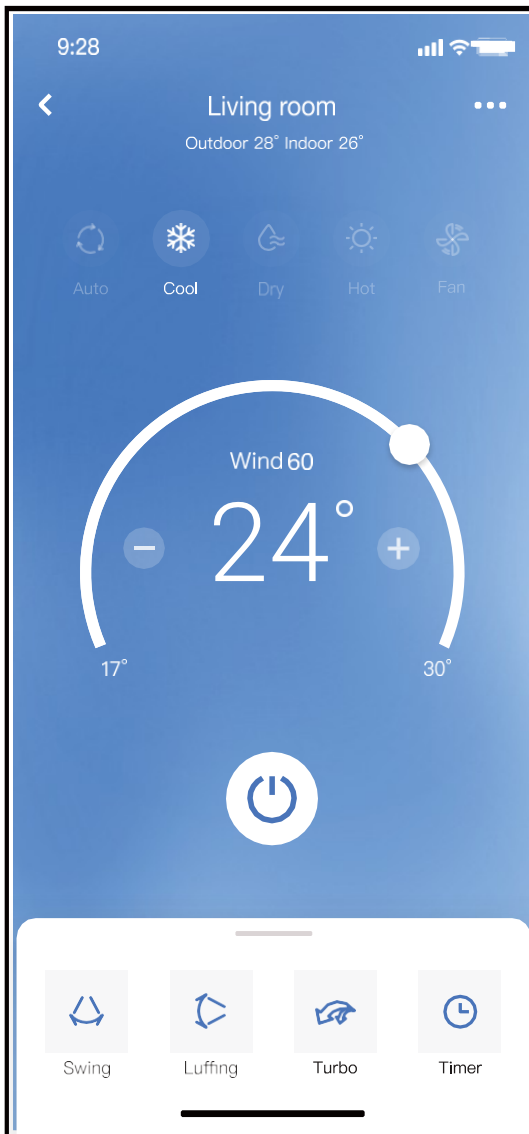 9:28
Living room
Outdoor 28° Indoor 26°
Auto Cool Dry Hot Fan
Wind 60
24°
17° 30°
Swing Luffing Turbo Timer